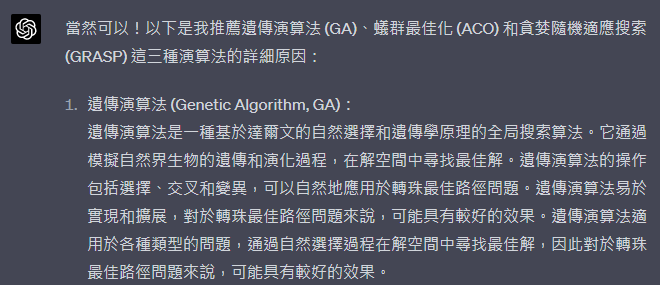 當然可以！以下是我推薦遺傳演算法 (GA)、蟻群最佳化 (ACO) 和貪婪隨機適應搜索
(GRASP) 這三種演算法的詳細原因：
1. 遺傳演算法 (Genetic Algorithm, GA)：
遺傳演算法是一種基於達爾文的自然選擇和遺傳學原理的全局搜索算法。它通過
模擬自然界生物的遺傳和演化過程，在解空間中尋找最佳解。遺傳演算法的操作
包括選擇、交叉和變異，可以自然地應用於轉珠最佳路徑問題。遺傳演算法易於
實現和擴展，對於轉珠最佳路徑問題來說，可能具有較好的效果。遺傳演算法適
用於各種類型的問題，通過自然選擇過程在解空間中尋找最佳解，因此對於轉珠
最佳路徑問題來說，可能具有較好的效果。